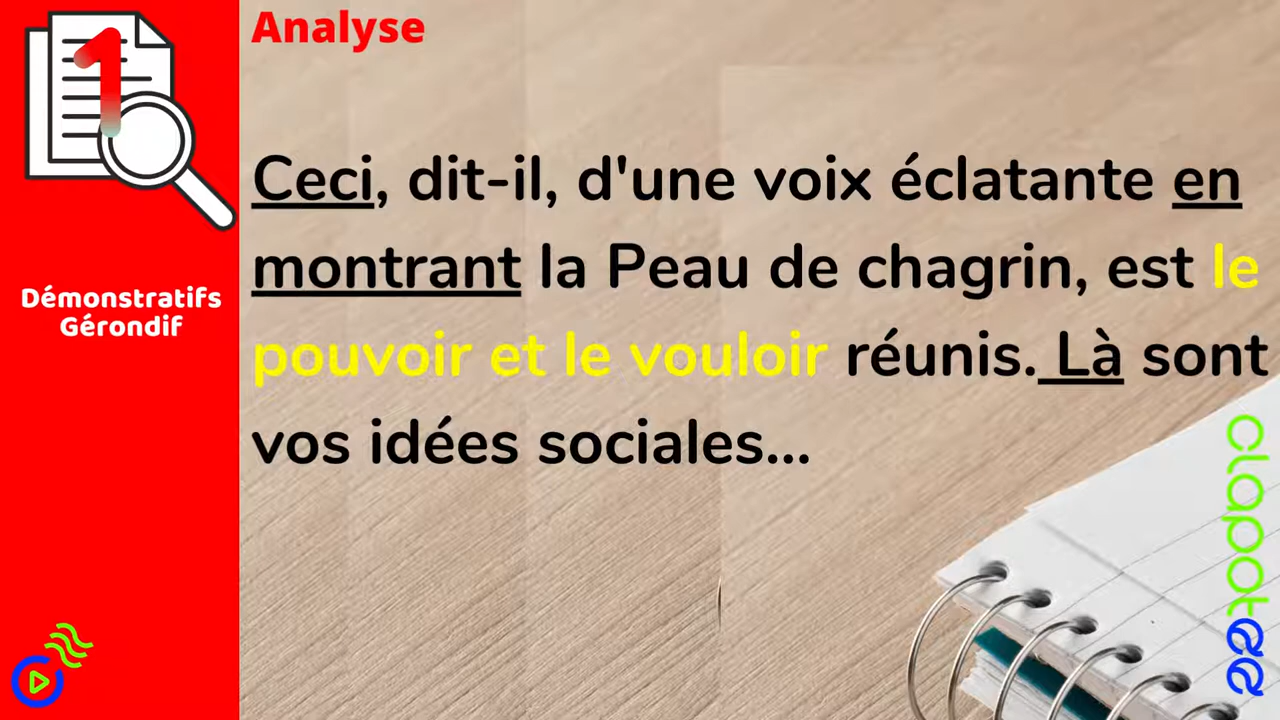 1
Analyse
Démonstratifs
Gérondif
Ceci, dit-il, d'une voix éclatante en
montrant la Peau de chagrin, est le
pouvoir et le vouloir réunis. Là sont
vos idées sociales...
clapotee